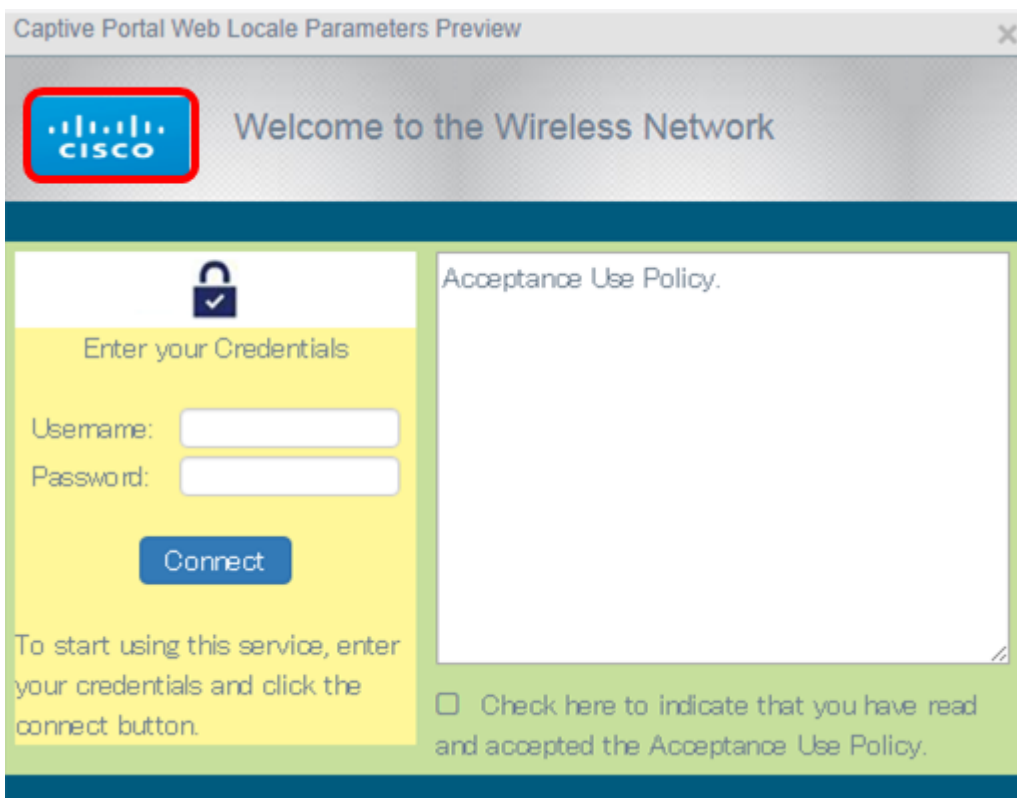 Captive Portal Web Locale Parameters Preview
CISCO
Welcome to the Wireless Network
Enter your Credentials
Username:
Password:
Connect
To start using this service, enter
your credentials and click the
connect button.
Acceptance Use Policy.
Check here to indicate that you have read
and accepted the Acceptance Use Policy.